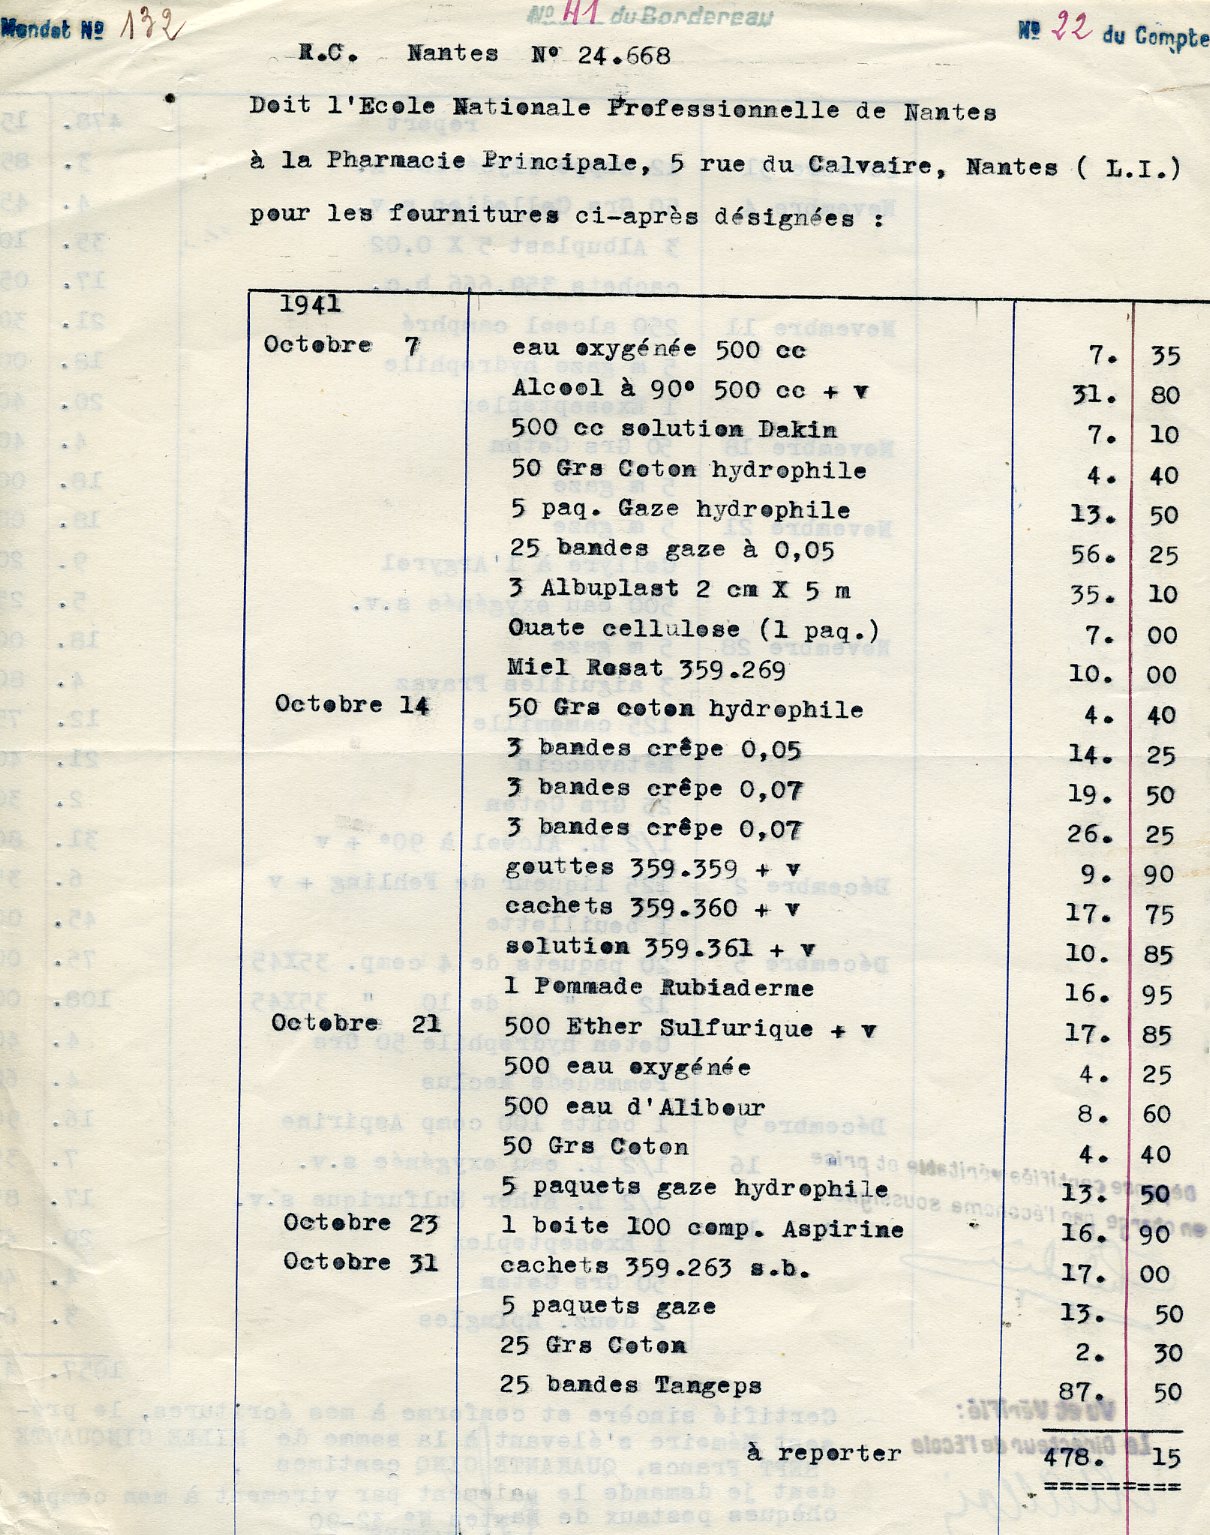 Mandat Nº 132
Nº 41 du Bordereau
Nº 22 du Compte
R.C. Nantes Nº 24.668
Doit l'Ecole Nationale Professionnelle de Nantes
à la Pharmacie Principale, 5 rue du Calvaire, Nantes ( L.I.)
pour les fournitures ci-après désignées :
1941
Octobre 7 eau oxygénée 500 cc 7. 35
Alcool à 90° 500 cc + v 31. 80
500 cc solution Dakin 7. 10
50 Grs Coton hydrophile 4. 40
5 paq. Gaze hydrophile 13. 50
25 bandes gaze à 0,05 56. 25
3 Albuplast 2 cm X 5 m 35. 10
Ouate cellulose (1 paq.) 7. 00
Miel Rosat 359.269 10. 00
Octobre 14 50 Grs coton hydrophile 4. 40
3 bandes crêpe 0,05 14. 25
3 bandes crêpe 0,07 19. 50
3 bandes crêpe 0,07 26. 25
gouttes 359.359 + v 9. 90
cachets 359.360 + v 17. 75
solution 359.361 + v 10. 85
1 Pommade Rubiaderme 16. 95
Octobre 21 500 Ether Sulfurique + v 17. 85
500 eau oxygénée 4. 25
500 eau d'Alibour 8. 60
50 Grs Coton 4. 40
5 paquets gaze hydrophile 13. 50
Octobre 23 1 boite 100 comp. Aspirine 16. 90
Octobre 31 cachets 359.263 s.b. 17. 00
5 paquets gaze 13. 50
25 Grs Coton 2. 30
25 bandes Tangeps 87. 50
à reporter 478. 15